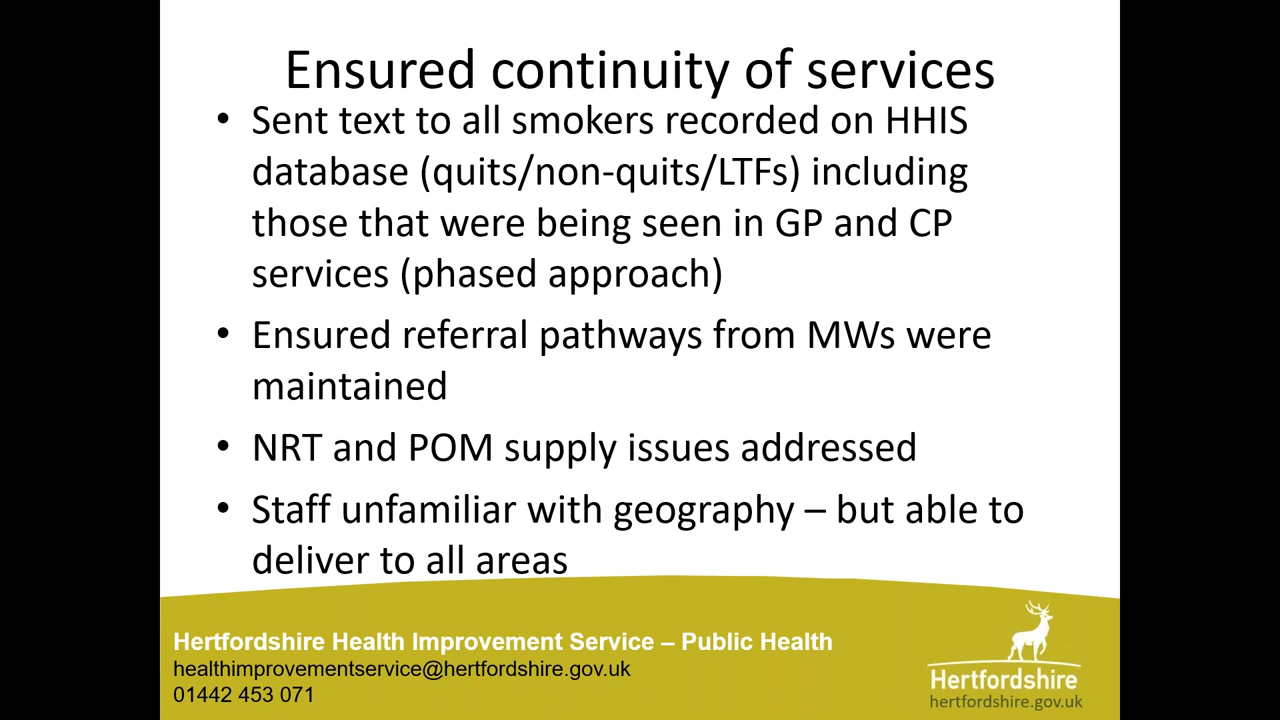 Ensured continuity of services
• Sent text to all smokers recorded on HHIS
database (quits/non-quits/LTFs) including
those that were being seen in GP and CP
services (phased approach)
• Ensured referral pathways from MWs were
maintained
• NRT and POM supply issues addressed
• Staff unfamiliar with geography – but able to
deliver to all areas
Hertfordshire Health Improvement Service – Public Health
healthimprovementservice@hertfordshire.gov.uk
01442 453 071
Hertfordshire
hertfordshire.gov.uk